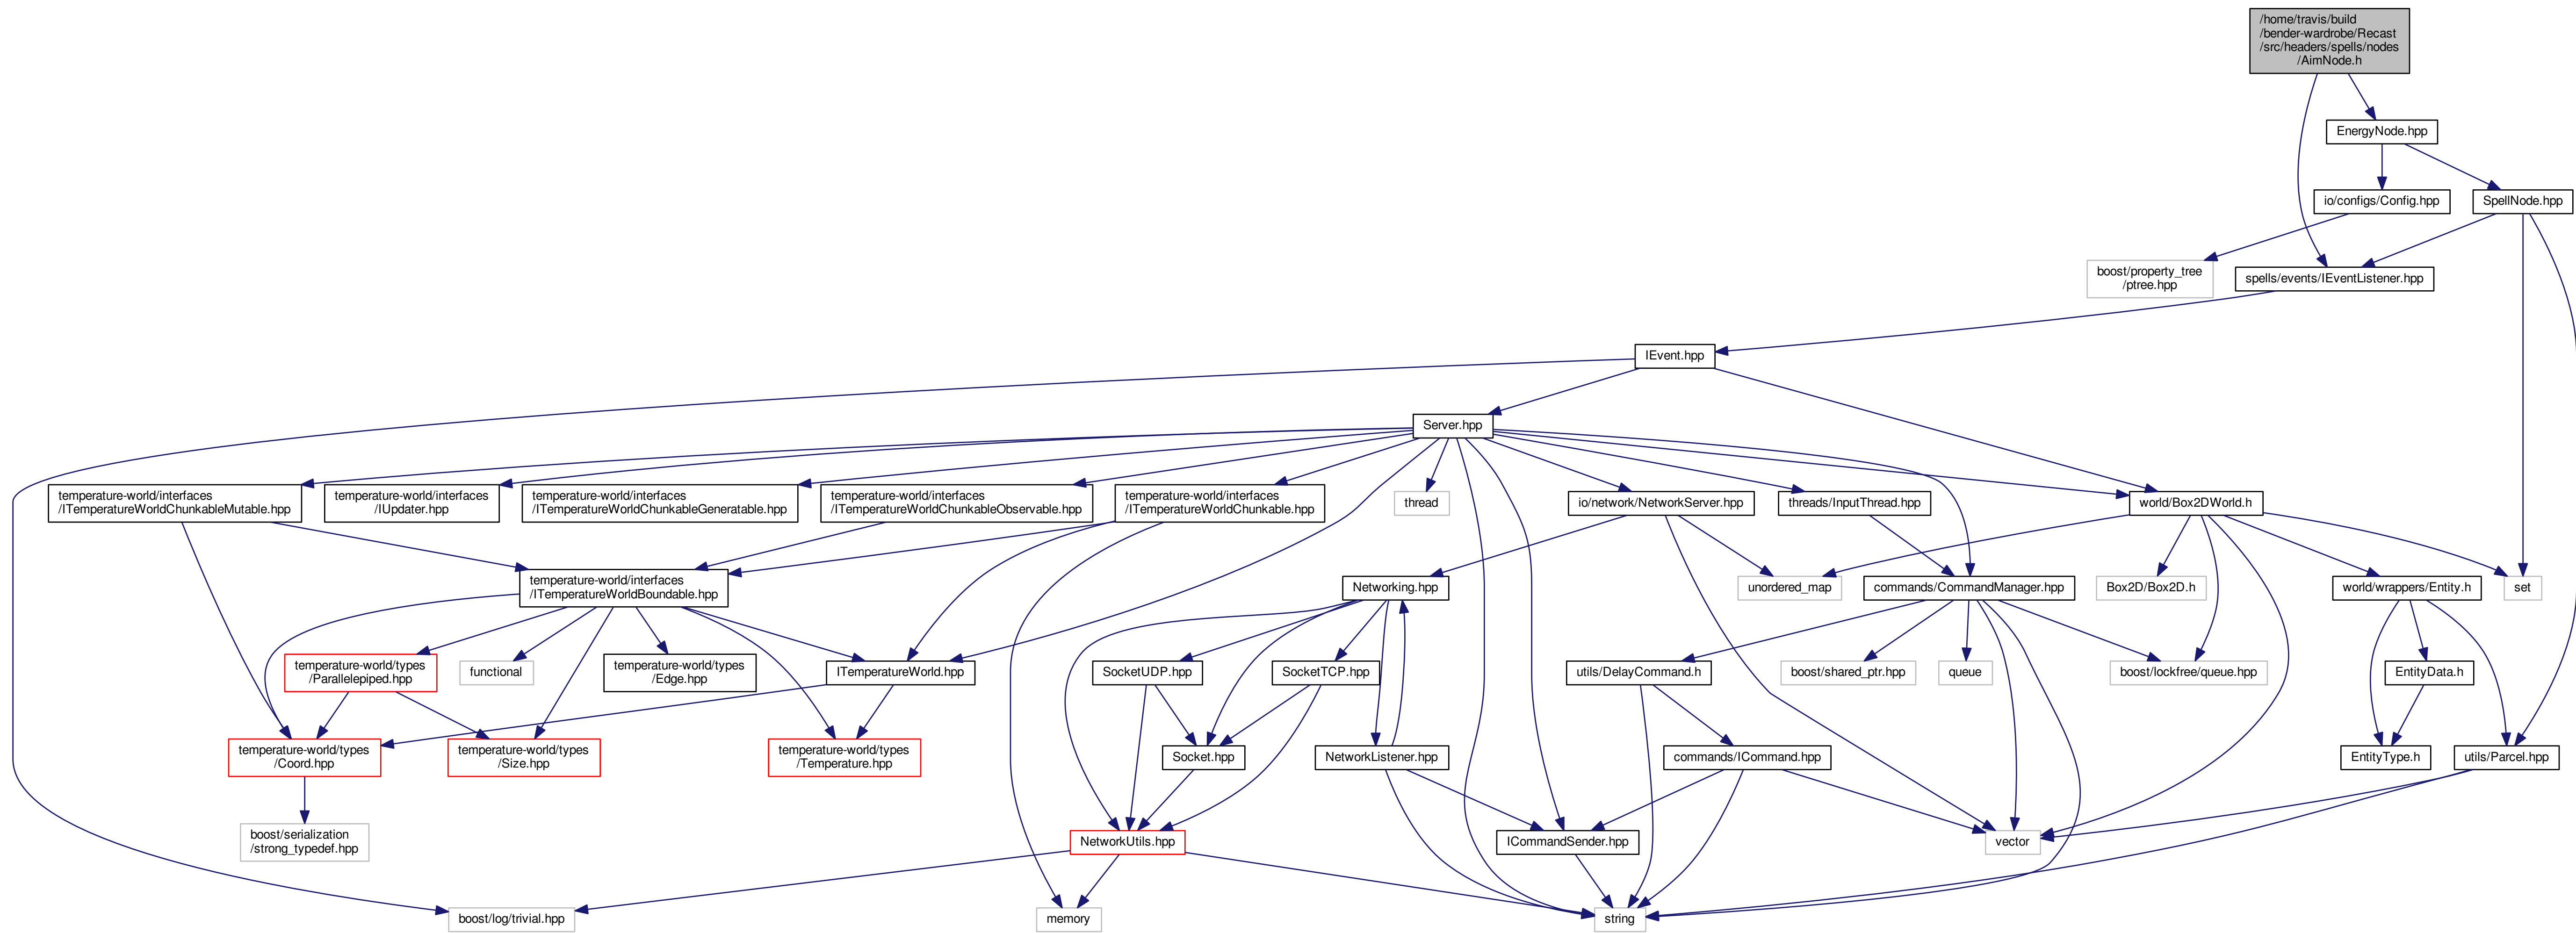 /home/travis/build
/bender-wardrobe/Recast
/src/headers/spells/nodes
/AimNode.h
EnergyNode.hpp
io/configs/Config.hpp
SpellNode.hpp
boost/property_tree
/ptree.hpp
spells/events/IEventListener.hpp
IEvent.hpp
Server.hpp
temperature-world/interfaces
/ITemperatureWorldChunkableMutable.hpp
temperature-world/interfaces
/IUpdater.hpp
temperature-world/interfaces
/ITemperatureWorldChunkableGeneratable.hpp
temperature-world/interfaces
/ITemperatureWorldChunkableObservable.hpp
temperature-world/interfaces
/ITemperatureWorldChunkable.hpp
thread
io/network/NetworkServer.hpp
threads/InputThread.hpp
world/Box2DWorld.h
temperature-world/interfaces
/ITemperatureWorldBoundable.hpp
Networking.hpp
unordered_map
commands/CommandManager.hpp
Box2D/Box2D.h
world/wrappers/Entity.h
set
temperature-world/types
/Parallelepiped.hpp
functional
temperature-world/types
/Edge.hpp
ITemperatureWorld.hpp
SocketUDP.hpp
SocketTCP.hpp
utils/DelayCommand.h
boost/shared_ptr.hpp
queue
boost/lockfree/queue.hpp
EntityData.h
temperature-world/types
/Coord.hpp
temperature-world/types
/Size.hpp
temperature-world/types
/Temperature.hpp
Socket.hpp
NetworkListener.hpp
commands/ICommand.hpp
EntityType.h
utils/Parcel.hpp
boost/serialization
/strong_typedef.hpp
NetworkUtils.hpp
ICommandSender.hpp
vector
boost/log/trivial.hpp
memory
string